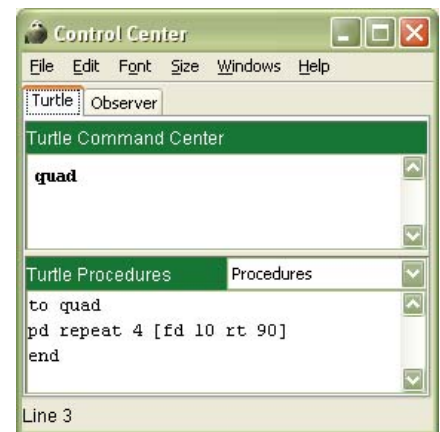 Control Center
File Edit Font Size Windows Help
Turtle Observer
Turtle Command Center
quad
Turtle Procedures Procedures
to quad
pd repeat 4 [fd 10 rt 90]
end
Line 3